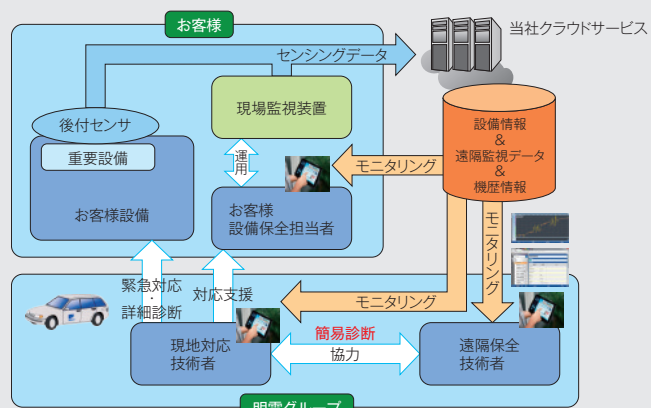 お客様
当社クラウドサービス
センシングデータ
後付センサ
重要設備
お客様設備
現場監視装置
運用
お客様
設備保全担当者
モニタリング
設備情報
&
遠隔監視データ
&
機歴情報
モニタリング
緊急対応
・
詳細診断
対応支援
モニタリング
現地対応
技術者
簡易診断
協力
遠隔保全
技術者
明電グループ